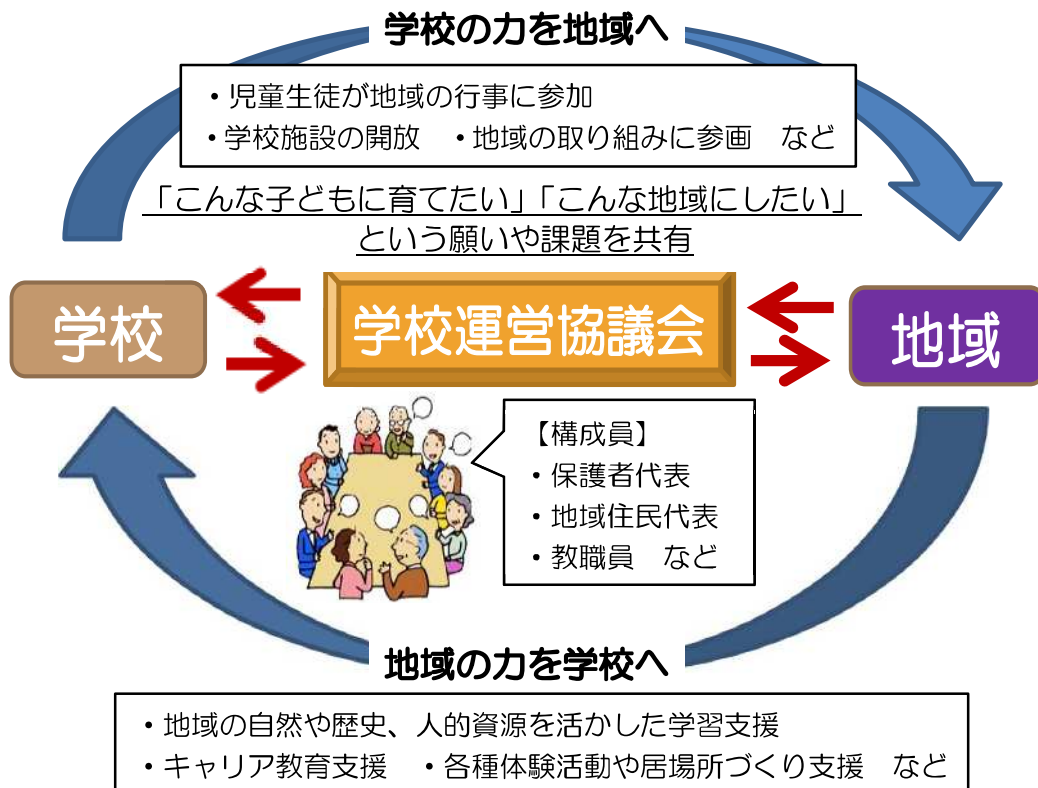 学校の力を地域へ
・児童生徒が地域の行事に参加
・学校施設の開放　・地域の取り組みに参画　など
「こんな子どもに育てたい」「こんな地域にしたい」
という願いや課題を共有
学校
学校運営協議会
地域
【構成員】
・保護者代表
・地域住民代表
・教職員　など
地域の力を学校へ
・地域の自然や歴史、人的資源を活かした学習支援
・キャリア教育支援　・各種体験活動や居場所づくり支援　など